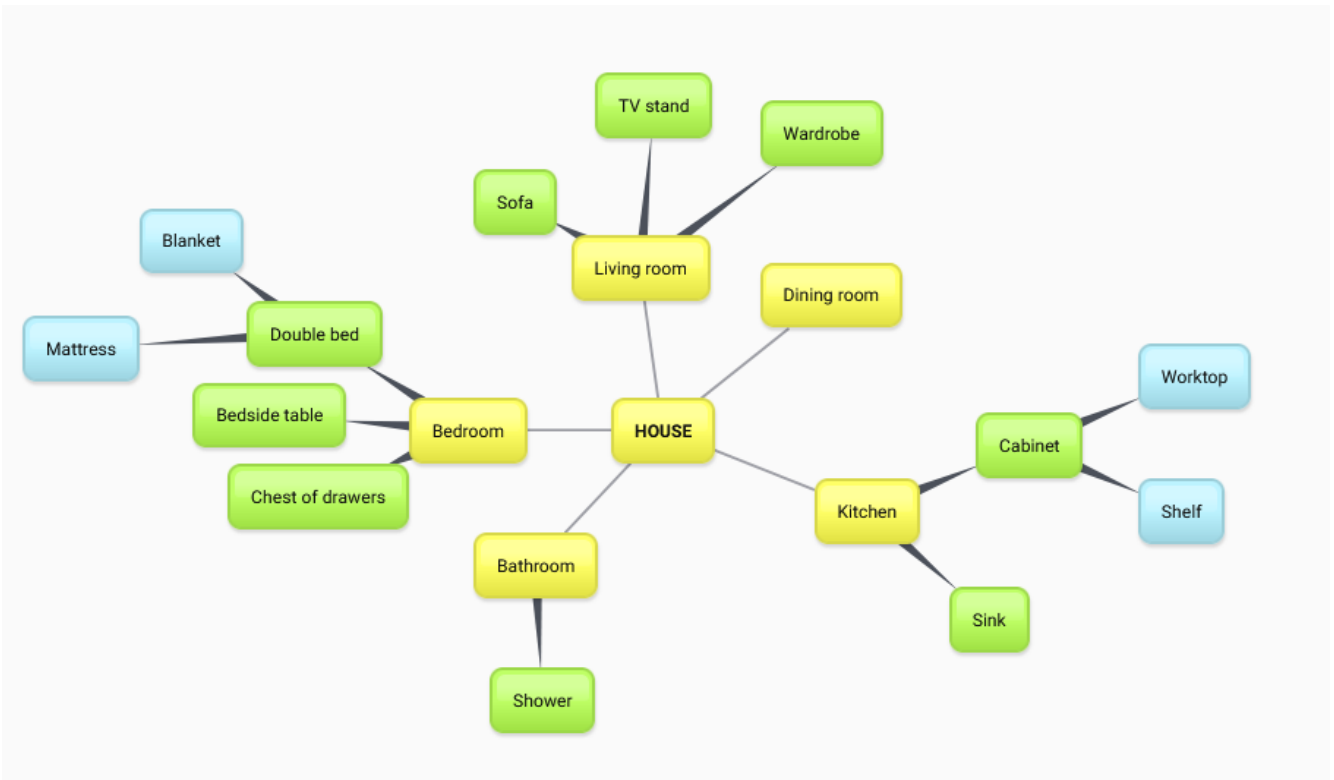 TV stand
Wardrobe
Sofa
Blanket
Living room
Dining room
Double bed
Mattress
Worktop
Bedside table
Bedroom
HOUSE
Cabinet
Chest of drawers
Kitchen
Shelf
Bathroom
Sink
Shower